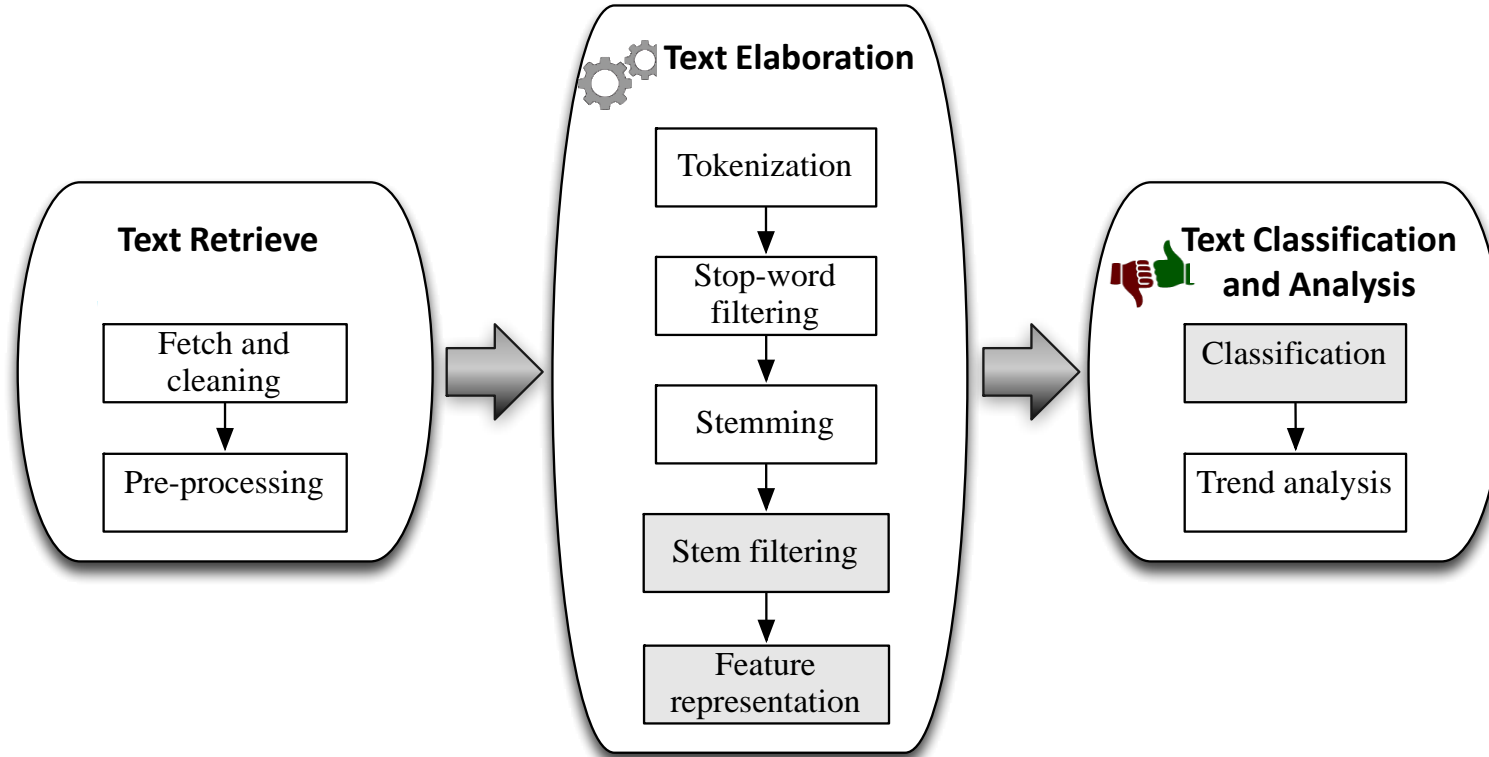 Text Retrieve
Fetch and
cleaning
Pre-processing
Text Elaboration
Tokenization
Stop-word
filtering
Stemming
Stem filtering
Feature
representation
Text Classification
and Analysis
Classification
Trend analysis